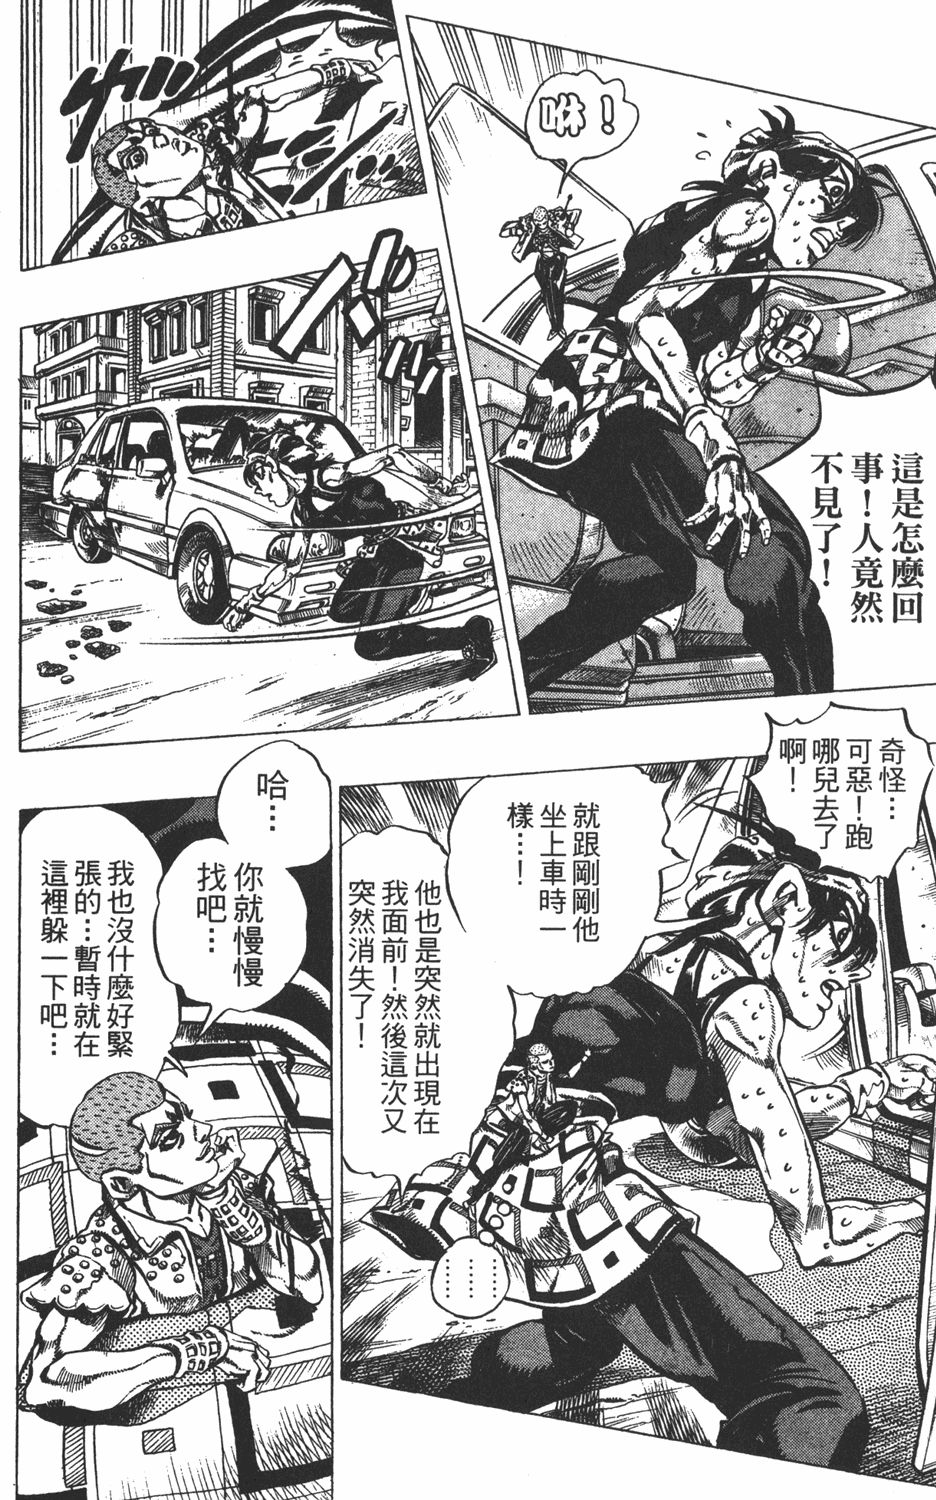 咻！
這是怎麼回
事！人竟然
不見了！
奇怪…
可惡！跑
哪兒去了
啊！
就跟剛剛他
坐上車時一
樣…！
他也是突然就出現在
我面前！然後這次又
突然消失了！
………
………
哈…
你就慢慢
找吧…
我也沒什麼好緊
張的…暫時就在
這裡躲一下吧…